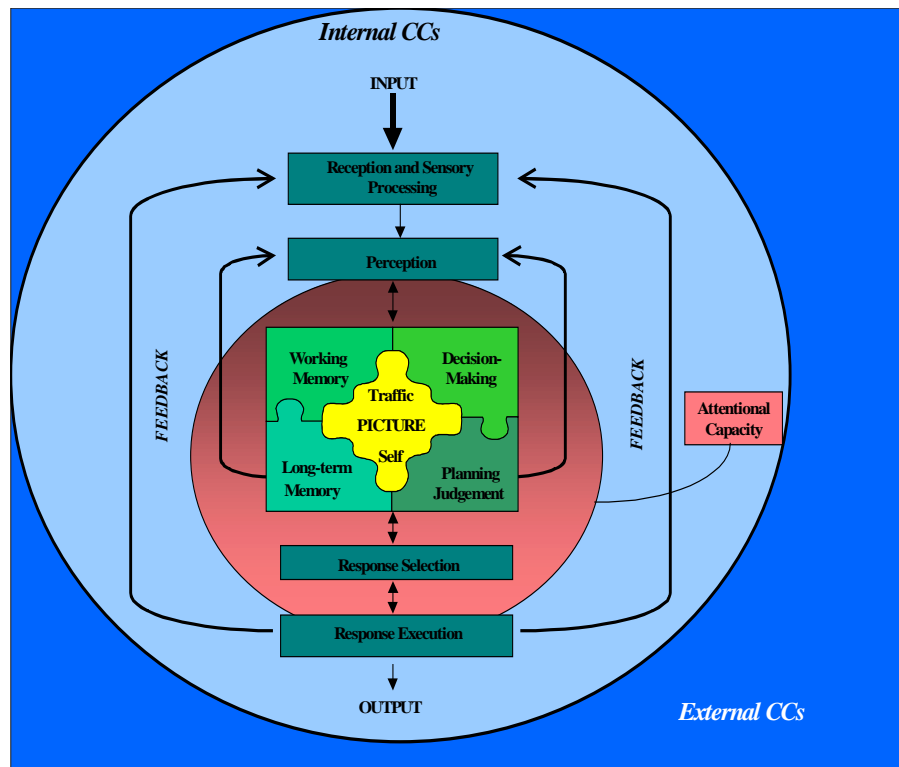 Internal CCs
INPUT
Reception and Sensory
Processing
Perception
FEEDBACK
Working
Memory
Decision-
Making
Traffic
PICTURE
Self
Long-term
Memory
Planning
Judgement
FEEDBACK
Attentional
Capacity
Response Selection
Response Execution
OUTPUT
External CCs